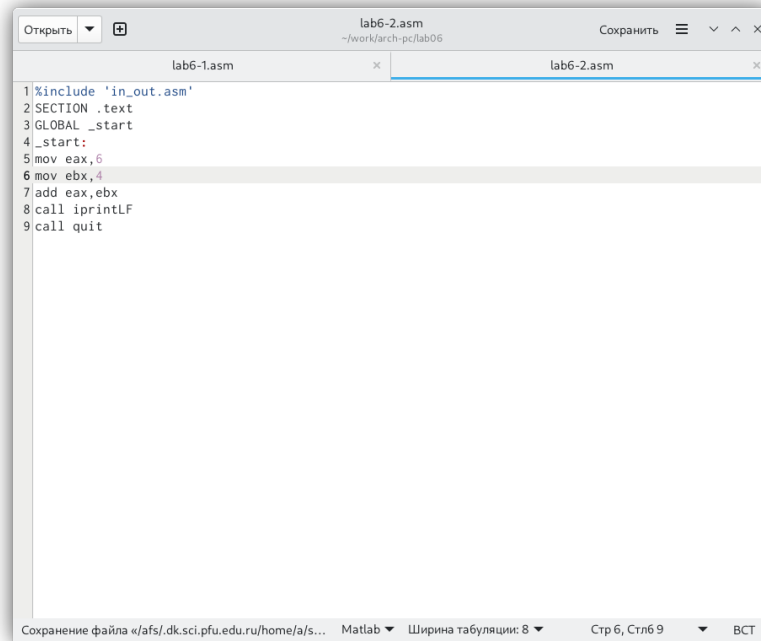 Открыть
lab6-2.asm
~/work/arch-pc/lab06
Сохранить
lab6-1.asm
lab6-2.asm
1 %include 'in_out.asm'
2 SECTION .text
3 GLOBAL _start
4 _start:
5 mov eax,6
6 mov ebx,4
7 add eax,ebx
8 call iprintLF
9 call quit
Сохранение файла «/afs/.dk.sci.pfu.edu.ru/home/a/s... Matlab Ширина табуляции: 8 Стр 6, Стлб 9 ВСТ